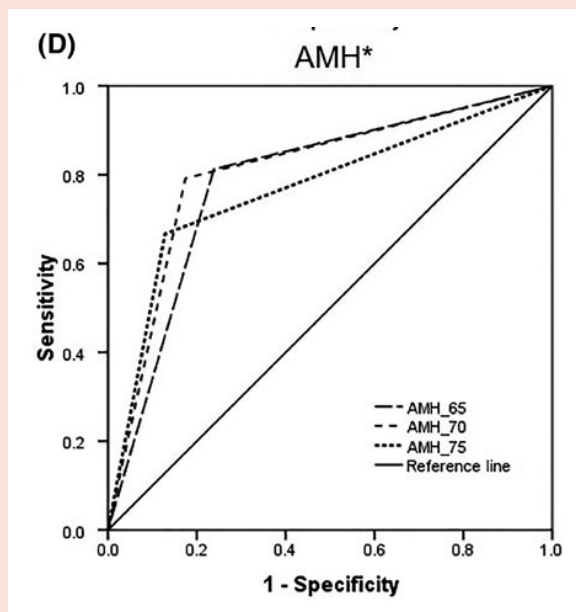 (D)
AMH*
1.0
0.8
0.6
0.4
0.2
0.0
Sensitivity
AMH_65
AMH_70
AMH_75
Reference line
0.0 0.2 0.4 0.6 0.8 1.0
1 - Specificity